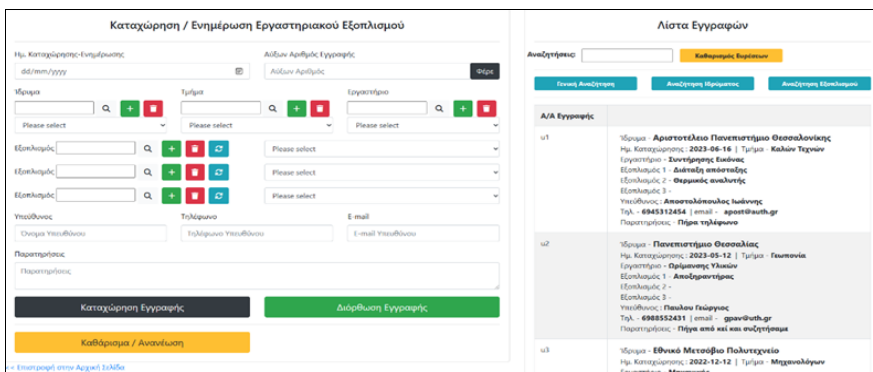 Καταχώρηση / Ενημέρωση Εργαστηριακού Εξοπλισμού
Ημ. Καταχώρησης-Ενημέρωσης
Αύξων Αριθμός Εγγραφής
dd/mm/yyyy
Αύξων Αριθμός
Φέρε
Ίδρυμα
Τμήμα
Εργαστήριο
Please select
Please select
Please select
Εξοπλισμός
Please select
Εξοπλισμός
Please select
Εξοπλισμός
Please select
Υπεύθυνος
Τηλέφωνο
E-mail
Όνομα Υπευθύνου
Τηλέφωνο Υπευθύνου
E-mail Υπευθύνου
Παρατηρήσεις
Παρατηρήσεις
Καταχώρηση Εγγραφής
Διόρθωση Εγγραφής
Καθάρισμα / Ανανέωση
<< Επιστροφή στην Αρχική Σελίδα
Λίστα Εγγραφών
Αναζητήσεις:
Καθαρισμός Ευρέσεων
Γενική Αναζήτηση
Αναζήτηση Ιδρύματος
Αναζήτηση Εξοπλισμού
Α/Α Εγγραφής
υ1
Ίδρυμα - Αριστοτέλειο Πανεπιστήμιο Θεσσαλονίκης
Ημ. Καταχώρησης : 2023-06-16 | Τμήμα - Καλών Τεχνών
Εργαστήριο - Συντήρησης Εικόνας
Εξοπλισμός 1 - Διάταξη απόσταξης
Εξοπλισμός 2 - Θερμικός αναλυτής
Εξοπλισμός 3 -
Υπεύθυνος : Αποστολόπουλος Ιωάννης
Τηλ. - 6945312454 | email - apost@auth.gr
Παρατηρήσεις - Πήρα τηλέφωνο
υ2
Ίδρυμα - Πανεπιστήμιο Θεσσαλίας
Ημ. Καταχώρησης : 2023-05-12 | Τμήμα - Γεωπονία
Εργαστήριο - Ωρίμανσης Υλικών
Εξοπλισμός 1 - Αποξηραντήρας
Εξοπλισμός 2 -
Εξοπλισμός 3 -
Υπεύθυνος : Παυλου Γεώργιος
Τηλ. - 6988552431 | email - gpav@uth.gr
Παρατηρήσεις - Πήγα από κεί και συζητήσαμε
υ3
Ίδρυμα - Εθνικό Μετσόβιο Πολυτεχνείο
Ημ. Καταχώρησης : 2022-12-12 | Τμήμα - Μηχανολόγων